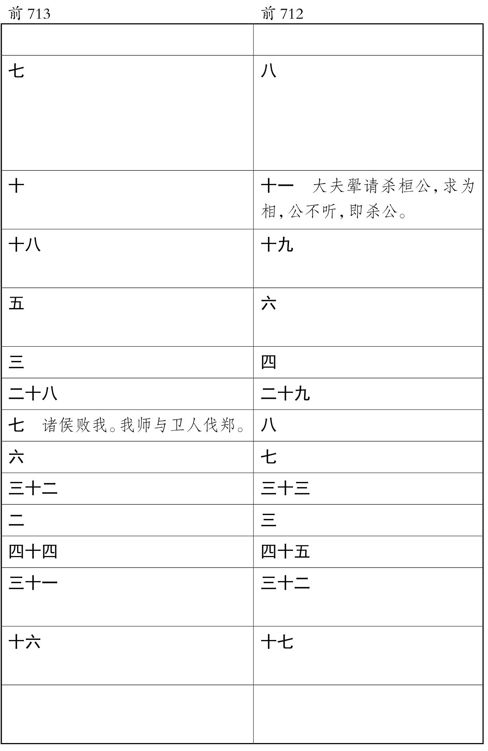 前 713 前 712
七 八
十 十一 大夫翚请杀桓公，求为
相，公不听，即杀公。
十八 十九
五 六
三 四
二十八 二十九
七 诸侯败我。我师与卫人伐郑。 八
六 七
三十二 三十三
二 三
四十四 四十五
三十一 三十二
十六 十七